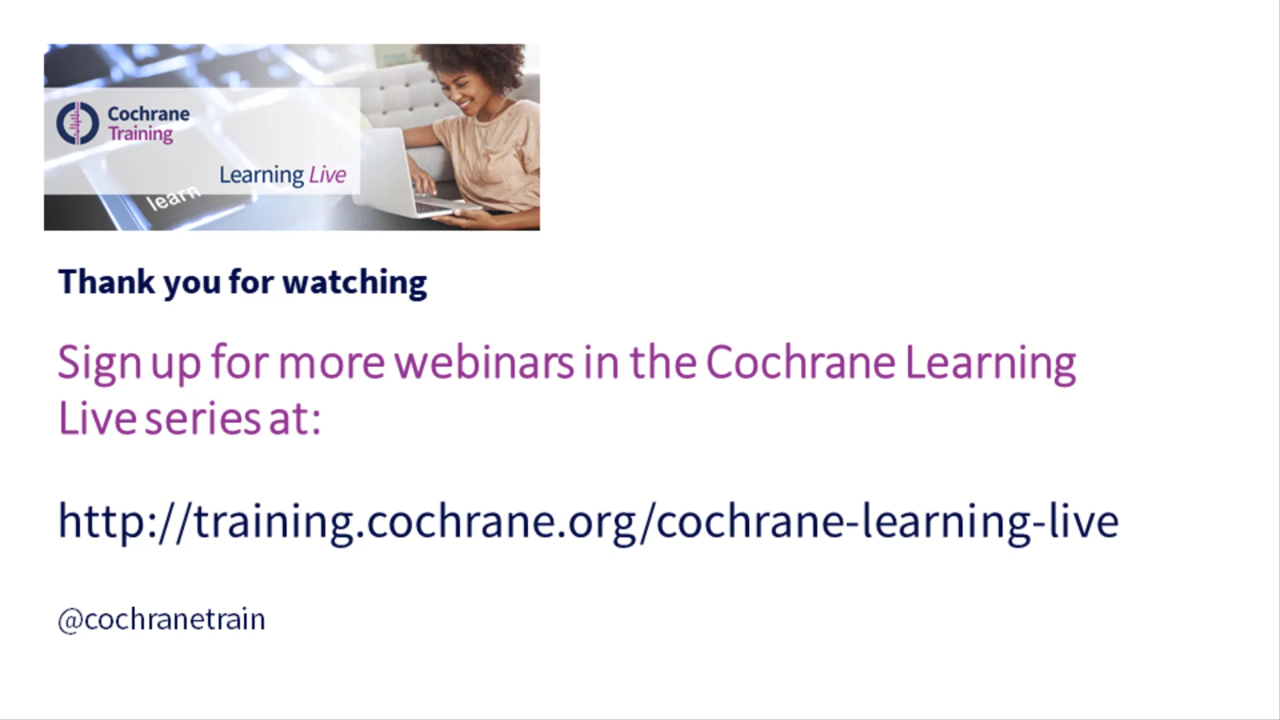 Cochrane
Training
Learning Live
learn
Thank you for watching
Sign up for more webinars in the Cochrane Learning
Live series at:
http://training.cochrane.org/cochrane-learning-live
@cochranetrain